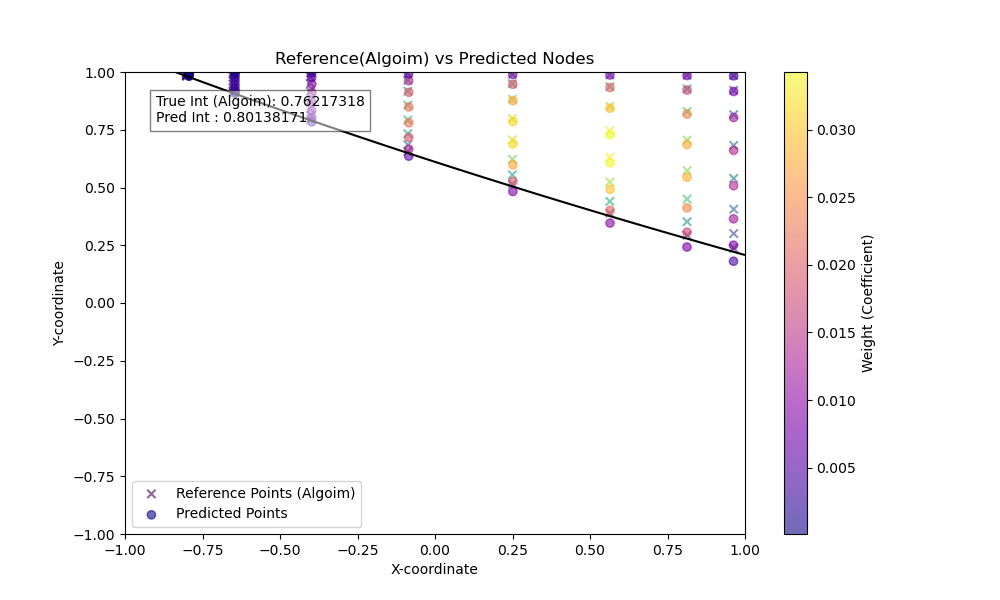 Reference(Algoim) vs Predicted Nodes
True Int (Algoim): 0.76217318
Pred Int : 0.80138171
1.00
0.75
0.50
0.25
0.00
−0.25
−0.50
−0.75
−1.00
Y-coordinate
Reference Points (Algoim)
Predicted Points
−1.00 −0.75 −0.50 −0.25 0.00 0.25 0.50 0.75 1.00
X-coordinate
0.030
0.025
0.020
0.015
0.010
0.005
Weight (Coefficient)